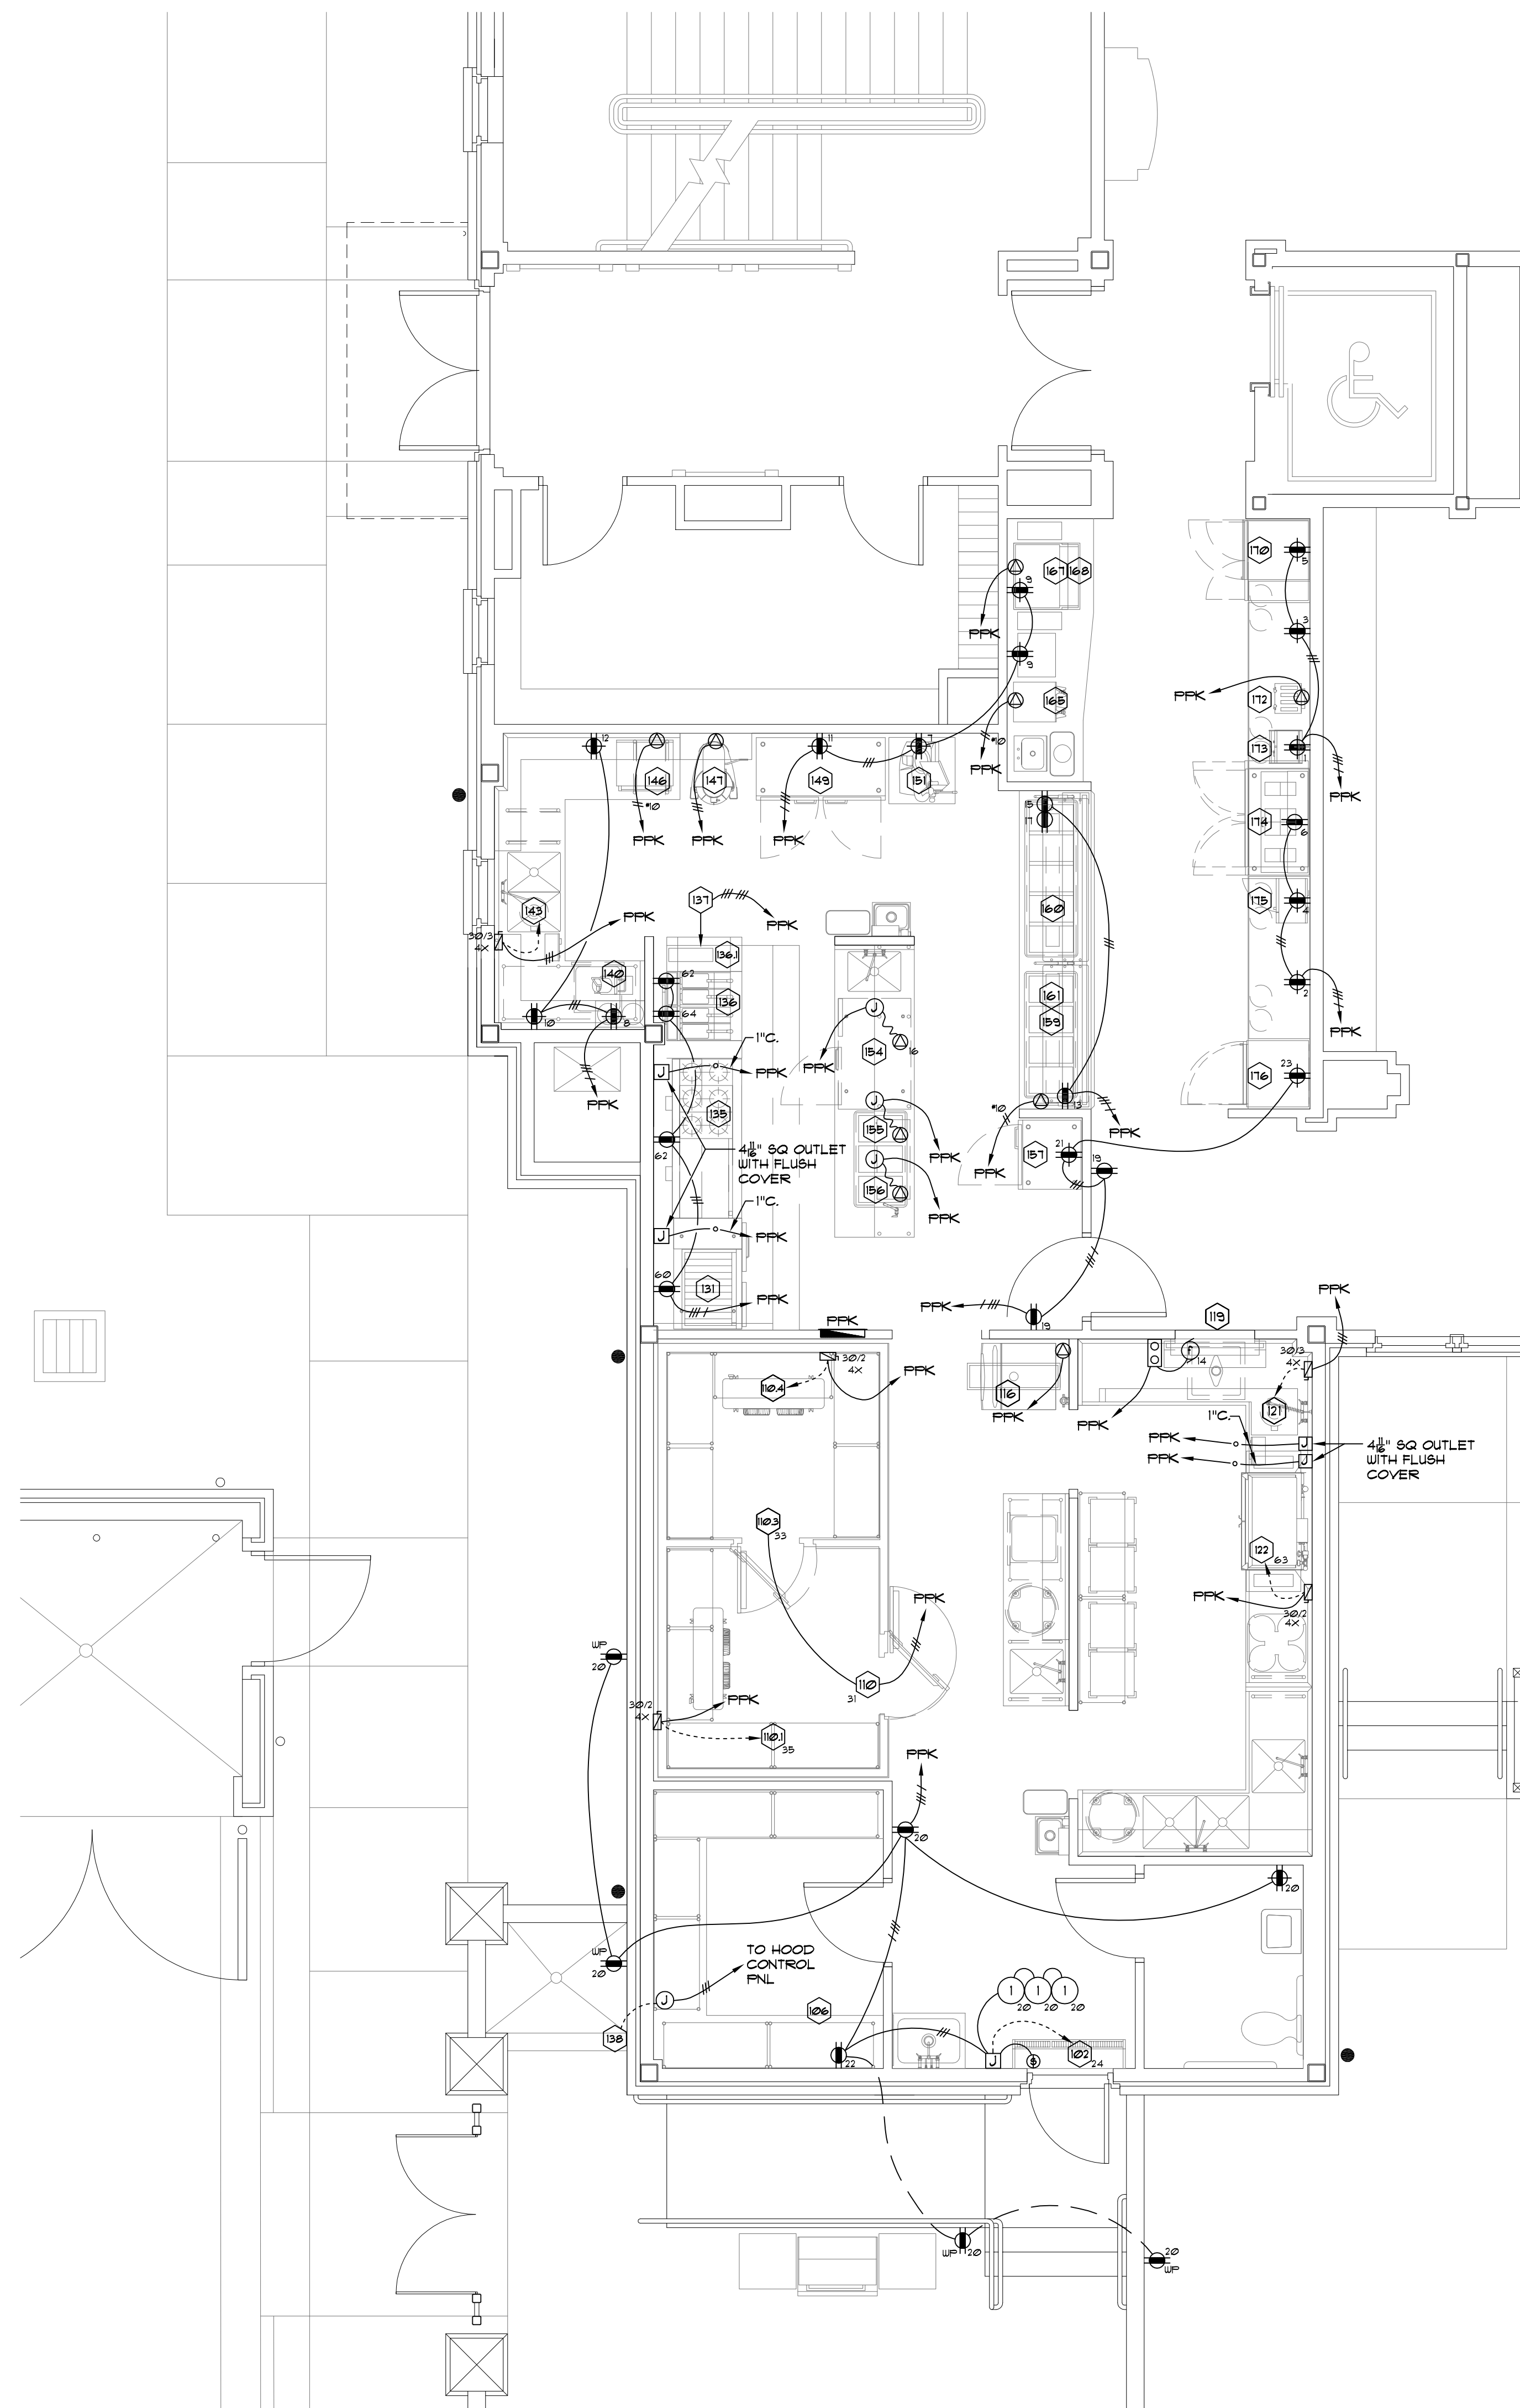 170
5
167
168
9
PPK
3
9
172
PPK
165
#10
PPK
173
1
PPK
12
146
147
11
149
7
151
#10
PPK
PPK
PPK
15
17
174
6
137
PPK
PPK
143
30/3
4X
160
175
4
136.1
140
62
136
64
10
8
161
159
2
PPK
154
16
PPK
1"C.
PPK
135
176
23
PPK
#10
13
PPK
155
PPK
62
4 11/16" SQ OUTLET
WITH FLUSH
COVER
157
21
19
PPK
156
PPK
1"C.
PPK
60
131
PPK
PPK
PPK
19
119
PPK
30/2
4X
PPK
110.4
116
PPK
F
14
PPK
30/3
4X
121
1"C.
PPK
J
PPK
J
4 11/16" SQ OUTLET
WITH FLUSH
COVER
110.3
33
122
63
PPK
30/2
4X
PPK
110
31
WP
20
30/2
4X
PPK
110.1
35
PPK
20
20
WP
20
TO HOOD
CONTROL
PNL
J
138
106
1
1
1
20
20
20
22
J
S
102
24
WP
20
20
WP
J
J
J
J
J